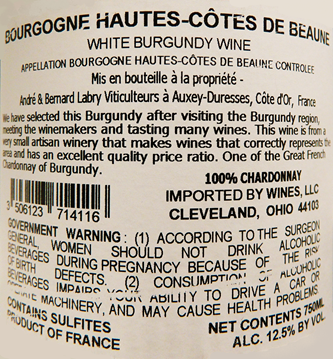 BOURGOGNE HAUTES-CÔTES DE BEAUNE
WHITE BURGUNDY WINE
APPELLATION BOURGOGNE HAUTES-CÔTES DE BEAUNE CONTROLÉE
Mis en bouteille à la propriété -
André & Bernard Labry Viticulteurs à Auxey-Duresses, Côte d'Or, France
We have selected this Burgundy after visiting the Burgundy region,
meeting the winemakers and tasting many wines. This wine is from a
very small artisan winery that makes wines that correctly represents the
area and has an excellent quality price ratio. One of the Great French
Chardonnay of Burgundy.
100% CHARDONNAY
IMPORTED BY WINES, LLC
CLEVELAND, OHIO 44103
3 506123 714116
GOVERNMENT WARNING: (1) ACCORDING TO THE SURGEON
GENERAL, WOMEN SHOULD NOT DRINK ALCOHOLIC
BEVERAGES DURING PREGNANCY BECAUSE OF THE RISK
OF BIRTH DEFECTS. (2) CONSUMPTION OF ALCOHOLIC
BEVERAGES IMPAIRS YOUR ABILITY TO DRIVE A CAR OR
MACHINERY, AND MAY CAUSE HEALTH PROBLEMS.
CONTAINS SULFITES
PRODUCT OF FRANCE
NET CONTENTS 750ML
ALC. 12.5% BY VOL.